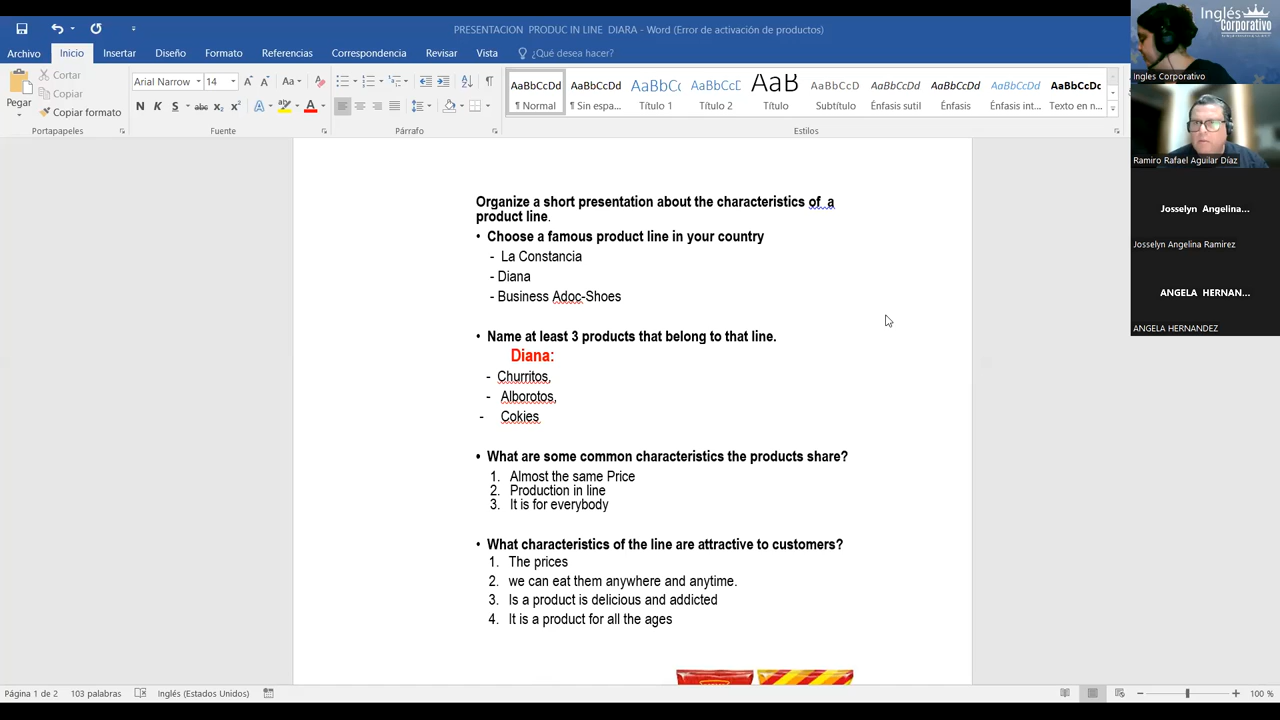 PRESENTACION PRODUC IN LINE DIARA - Word (Error de activación de productos)
Archivo Inicio Insertar Diseño Formato Referencias Correspondencia Revisar Vista ¿Qué desea hacer?
Pegar
Cortar
Copiar
Copiar formato
Arial Narrow 14
N K S abc x₂ x²
AaBbCcDd AaBbCcDd AaBbCc AaBbCcC AaB AaBbCcD AaBbCcDd AaBbCcDd AaBbCcDd AaBbCcDc
¶ Normal ¶ Sin espa... Título 1 Título 2 Título Subtítulo Énfasis sutil Énfasis Énfasis int... Texto en n...
Portapapeles Fuente Párrafo Estilos
Inglés
Corporativo
Ingles Corporativo
Ramiro Rafael Aguilar Díaz
Josselyn Angelina...
Josselyn Angelina Ramirez
ANGELA HERNAN...
ANGELA HERNANDEZ
Organize a short presentation about the characteristics of a
product line.
• Choose a famous product line in your country
- La Constancia
- Diana
- Business Adoc-Shoes
• Name at least 3 products that belong to that line.
Diana:
- Churritos,
- Alborotos,
- Cokies
• What are some common characteristics the products share?
1. Almost the same Price
2. Production in line
3. It is for everybody
• What characteristics of the line are attractive to customers?
1. The prices
2. we can eat them anywhere and anytime.
3. Is a product is delicious and addicted
4. It is a product for all the ages
Página 1 de 2 103 palabras Inglés (Estados Unidos) 100 %